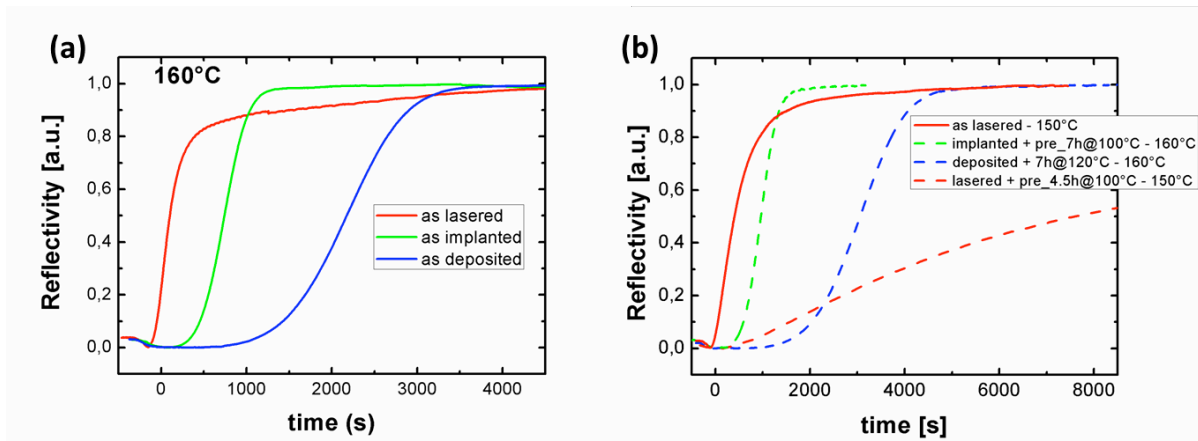 (a)
160°C
Reflectivity [a.u.]
1,0
0,8
0,6
0,4
0,2
0,0
as lasered
as implanted
as deposited
0 1000 2000 3000 4000
time (s)
(b)
Reflectivity [a.u.]
1,0
0,8
0,6
0,4
0,2
0,0
as lasered - 150°C
implanted + pre_7h@100°C - 160°C
deposited + 7h@120°C - 160°C
lasered + pre_4.5h@100°C - 150°C
0 2000 4000 6000 8000
time [s]